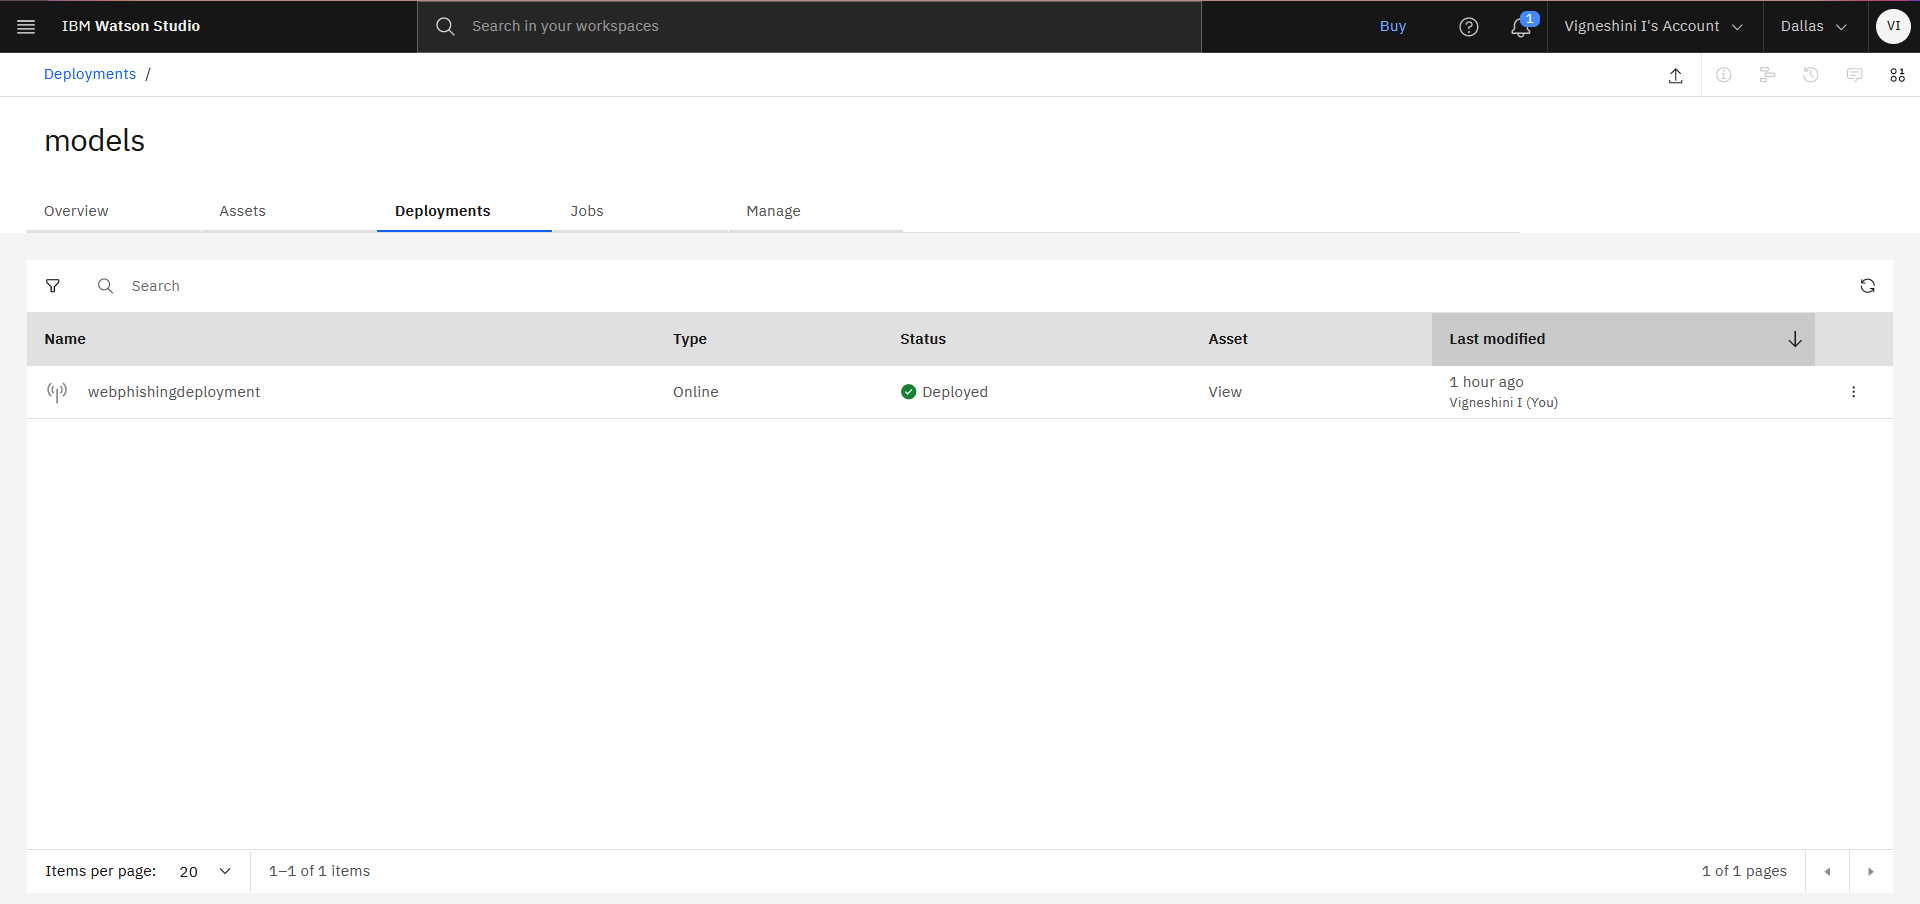 IBM Watson Studio
Search in your workspaces
Buy
1
Vigneshini I's Account
Dallas
VI
Deployments /
models
Overview
Assets
Deployments
Jobs
Manage
Search
Name
Type
Status
Asset
Last modified
webphishingdeployment
Online
Deployed
View
1 hour ago
Vigneshini I (You)
Items per page:
20
1–1 of 1 items
1 of 1 pages